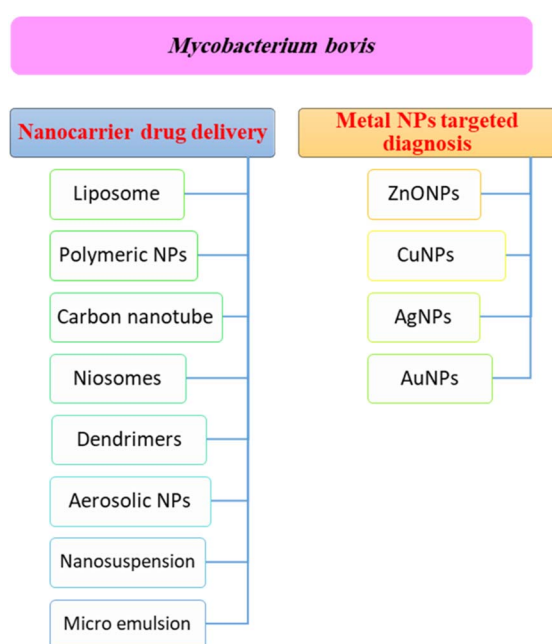 Mycobacterium bovis
Nanocarrier drug delivery
Liposome
Polymeric NPs
Carbon nanotube
Niosomes
Dendrimers
Aerosolic NPs
Nanosuspension
Micro emulsion
Metal NPs targeted
diagnosis
ZnONPs
CuNPs
AgNPs
AuNPs